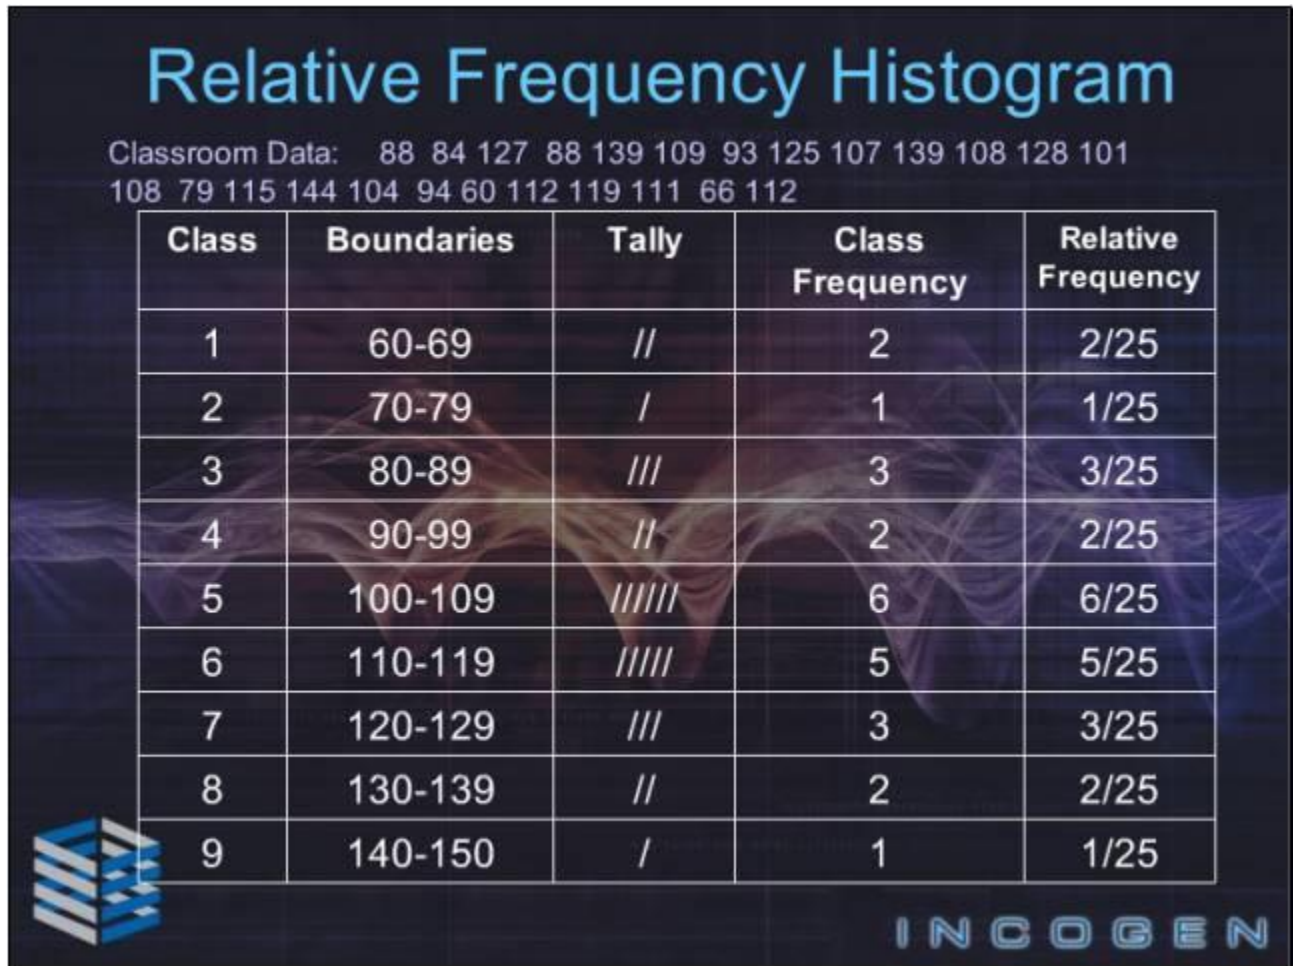 Relative Frequency Histogram
Classroom Data: 88 84 127 88 139 109 93 125 107 139 108 128 101
108 79 115 144 104 94 60 112 119 111 66 112
Class Boundaries Tally Class Frequency Relative Frequency
1 60-69 // 2 2/25
2 70-79 / 1 1/25
3 80-89 /// 3 3/25
4 90-99 // 2 2/25
5 100-109 ////// 6 6/25
6 110-119 ///// 5 5/25
7 120-129 /// 3 3/25
8 130-139 // 2 2/25
9 140-150 / 1 1/25
INCOGEN